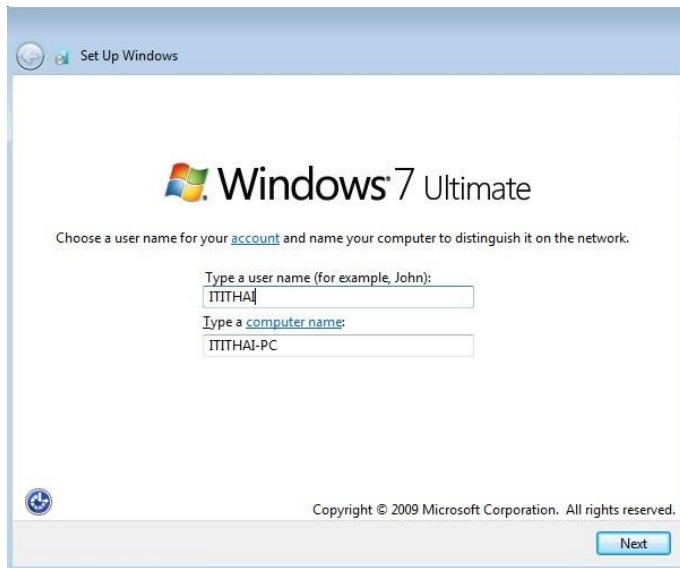 Set Up Windows
Windows 7 Ultimate
Choose a user name for your account and name your computer to distinguish it on the network.
Type a user name (for example, John):
ITITHAI
Type a computer name:
ITITHAI-PC
Copyright © 2009 Microsoft Corporation. All rights reserved.
Next